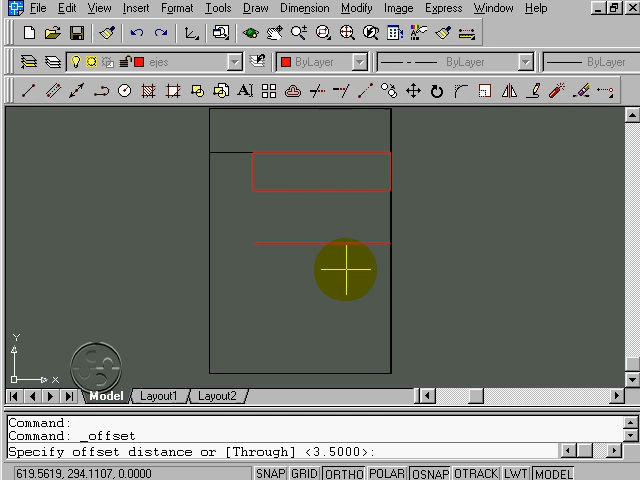 File Edit View Insert Format Tools Draw Dimension Modify Image Express Window Help
ejes ByLayer ByLayer ByLayer
A
Y
X
Model Layout1 Layout2
Command:
Command: _offset
Specify offset distance or [Through] <3.5000>:
619.5619, 294.1107, 0.0000 SNAP GRID ORTHO POLAR OSNAP OTRACK LWT MODEL